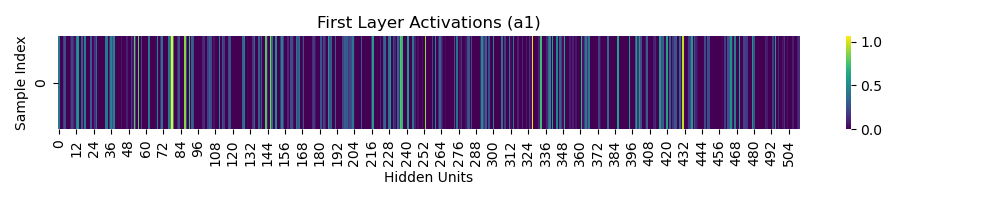 First Layer Activations (a1)
Sample Index
0
0 12 24 36 48 60 72 84 96 108 120 132 144 156 168 180 192 204 216 228 240 252 264 276 288 300 312 324 336 348 360 372 384 396 408 420 432 444 456 468 480 492 504
Hidden Units
1.0
0.5
0.0